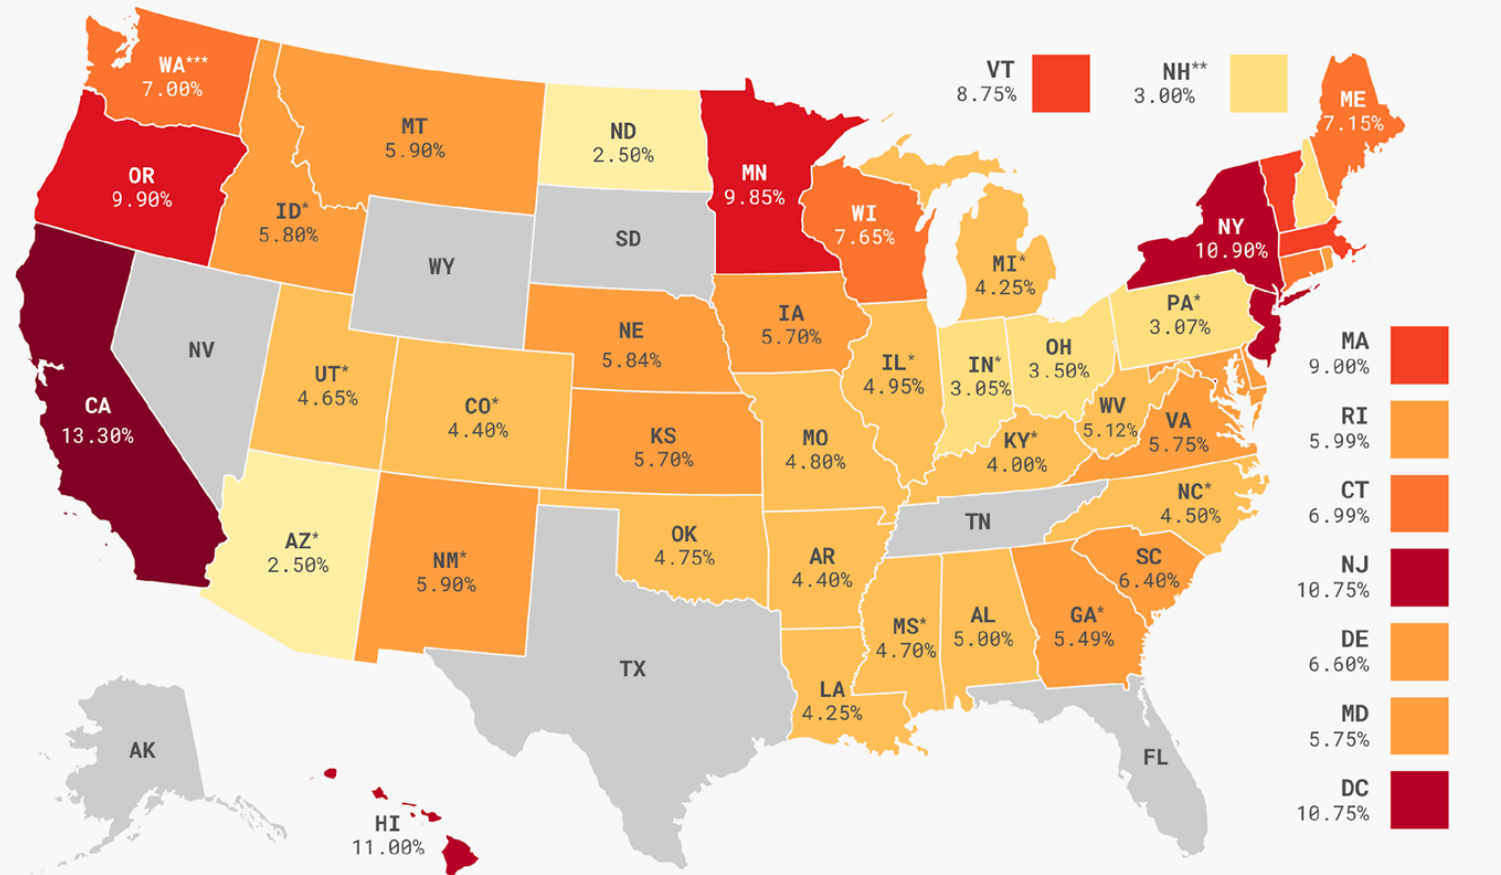 WA***
7.00%
OR
9.90%
CA
13.30%
NV
ID*
5.80%
MT
5.90%
WY
UT*
4.65%
CO*
4.40%
AZ*
2.50%
NM*
5.90%
ND
2.50%
SD
NE
5.84%
KS
5.70%
OK
4.75%
TX
MN
9.85%
IA
5.70%
MO
4.80%
AR
4.40%
LA
4.25%
WI
7.65%
IL*
4.95%
MI*
4.25%
IN*
3.05%
OH
3.50%
KY*
4.00%
TN
MS*
4.70%
AL
5.00%
GA*
5.49%
FL
SC
6.40%
NC*
4.50%
VA
5.75%
WV
5.12%
PA*
3.07%
NY
10.90%
ME
7.15%
VT
8.75%
NH**
3.00%
MA
9.00%
RI
5.99%
CT
6.99%
NJ
10.75%
DE
6.60%
MD
5.75%
DC
10.75%
AK
HI
11.00%